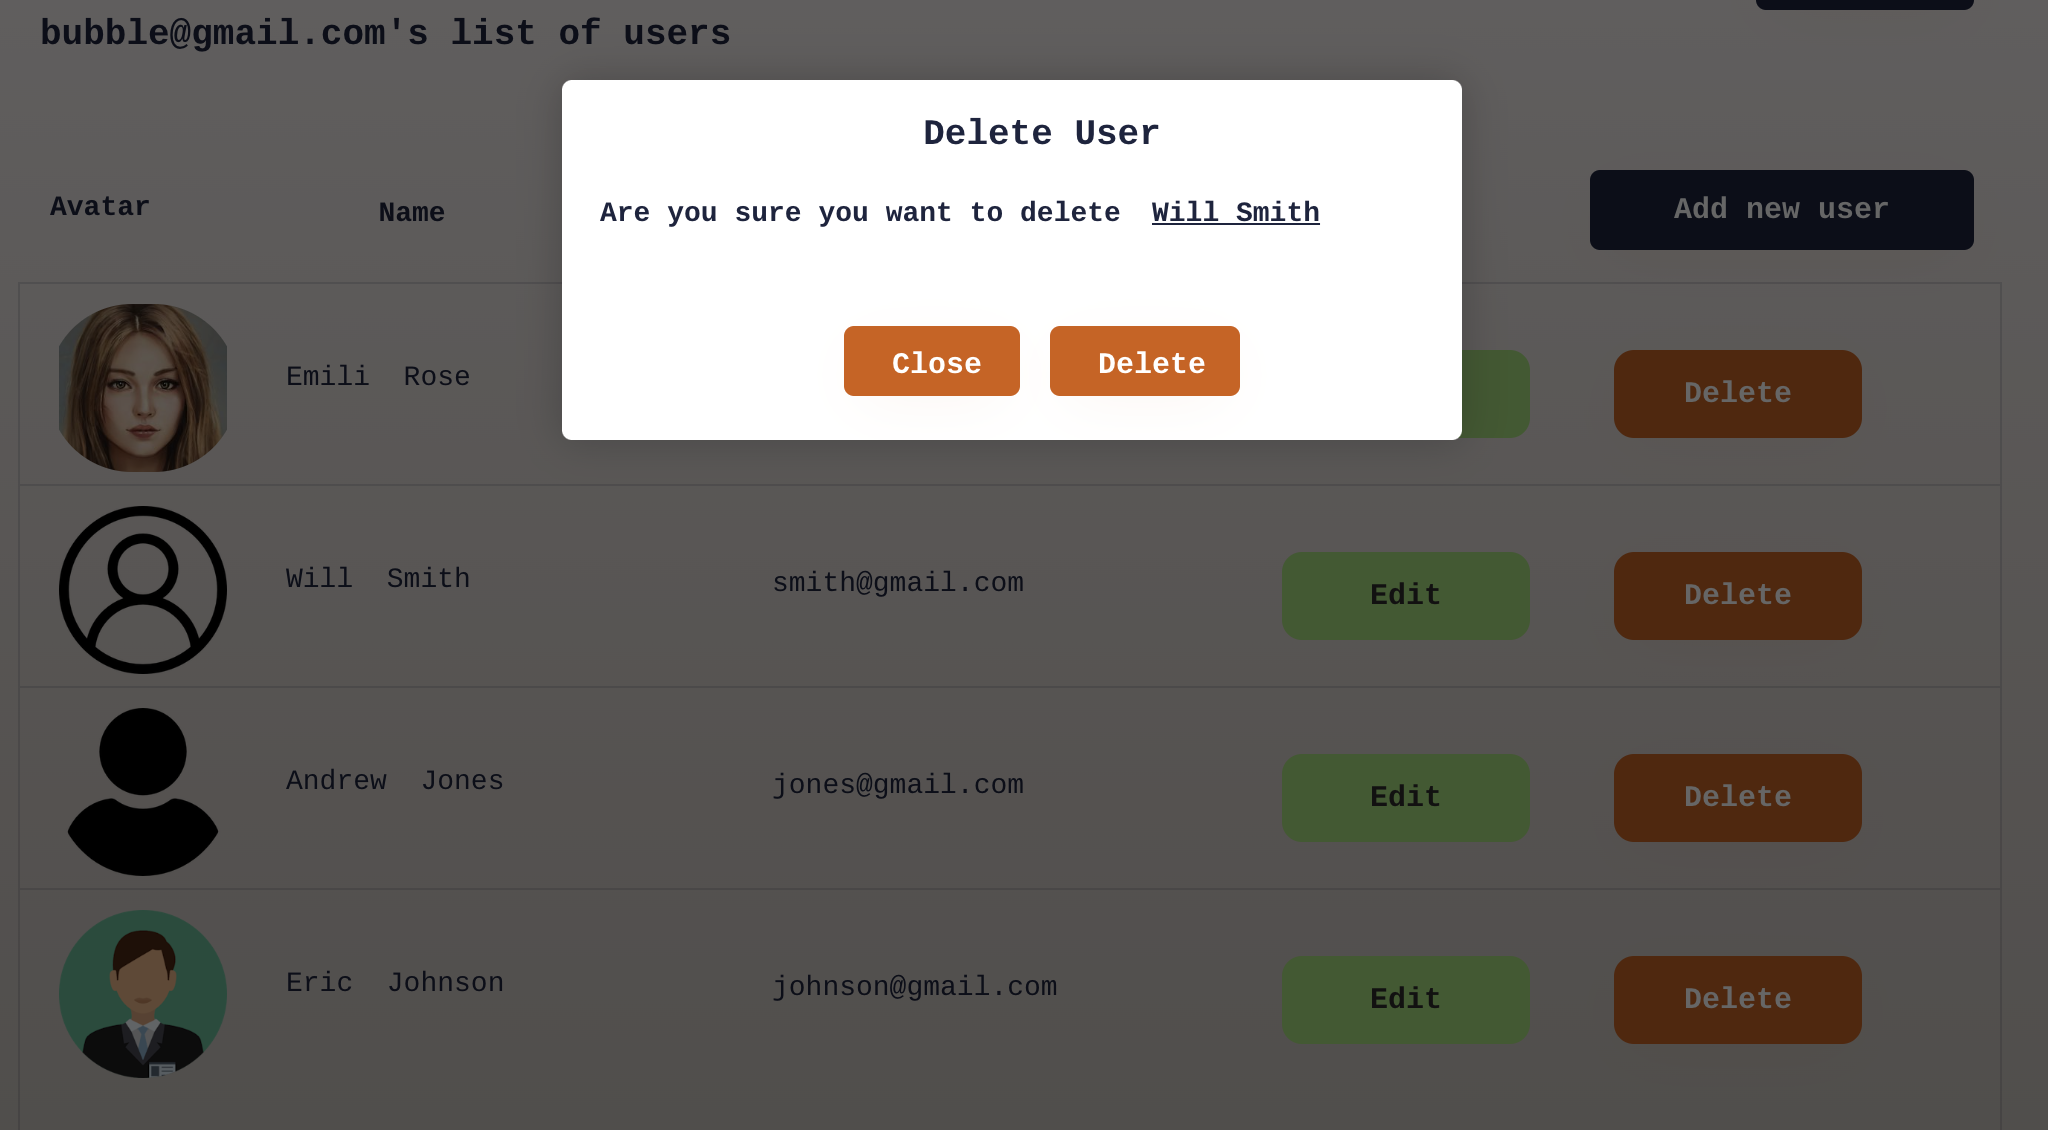 bubble@gmail.com's list of users
Delete User
Are you sure you want to delete Will Smith
Close Delete
Avatar Name Add new user
Emili Rose Delete
Will Smith smith@gmail.com Edit Delete
Andrew Jones jones@gmail.com Edit Delete
Eric Johnson johnson@gmail.com Edit Delete